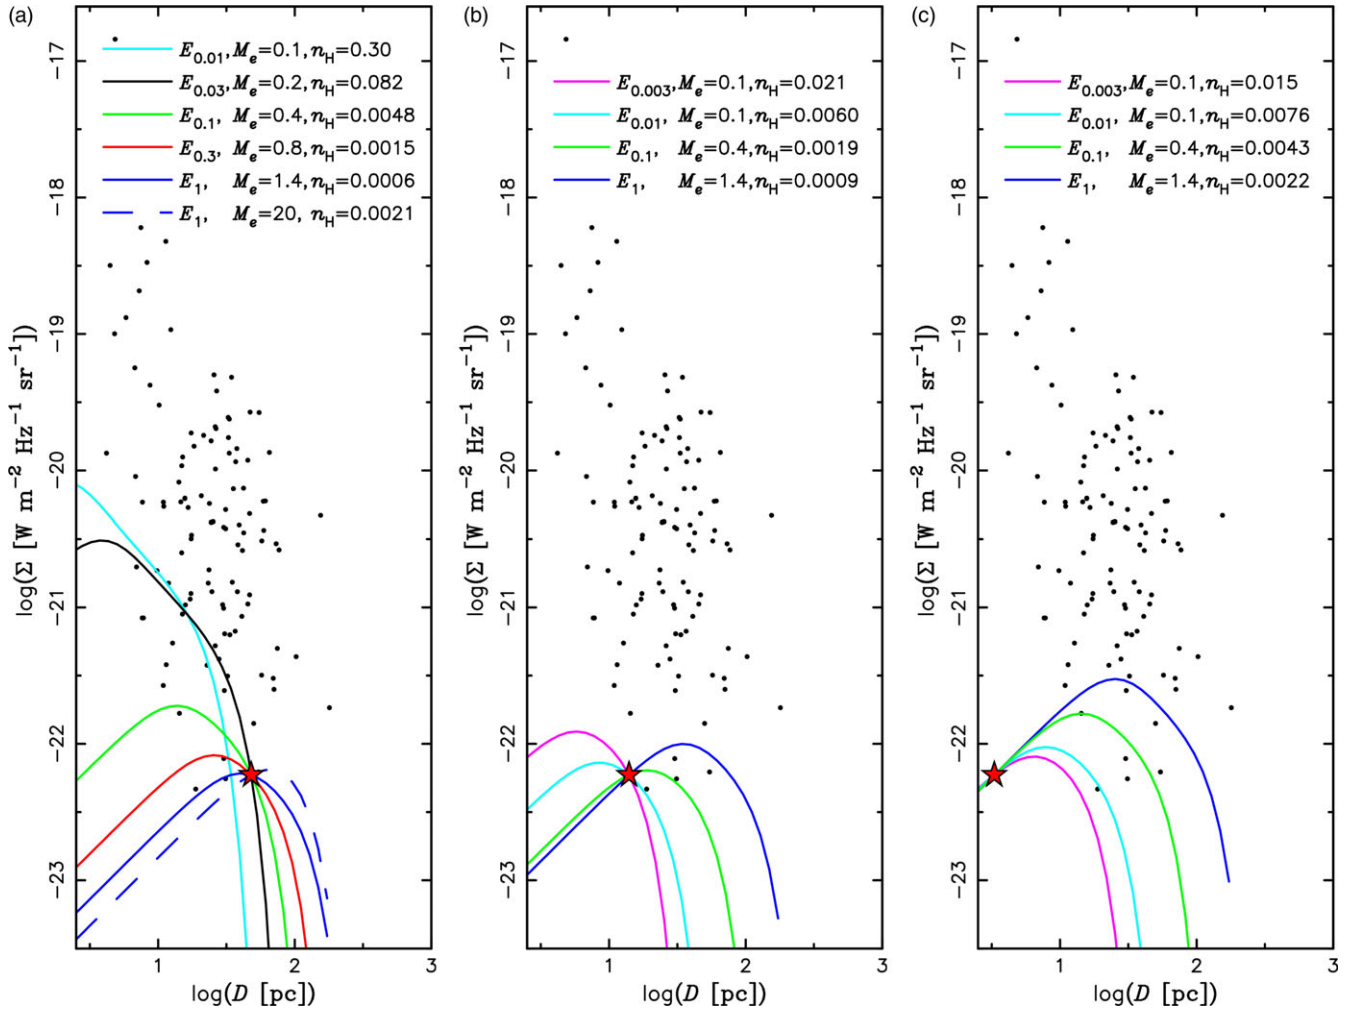 (a)
E0.01, Me=0.1, nH=0.30
E0.03, Me=0.2, nH=0.082
E0.1, Me=0.4, nH=0.0048
E0.3, Me=0.8, nH=0.0015
E1, Me=1.4, nH=0.0006
E1, Me=20, nH=0.0021
−17
−18
−19
−20
−21
−22
−23
log(Σ [W m−2 Hz−1 sr−1])
1 2 3
log(D [pc])
(b)
E0.003, Me=0.1, nH=0.021
E0.01, Me=0.1, nH=0.0060
E0.1, Me=0.4, nH=0.0019
E1, Me=1.4, nH=0.0009
−17
−18
−19
−20
−21
−22
−23
log(Σ [W m−2 Hz−1 sr−1])
1 2 3
log(D [pc])
(c)
E0.003, Me=0.1, nH=0.015
E0.01, Me=0.1, nH=0.0076
E0.1, Me=0.4, nH=0.0043
E1, Me=1.4, nH=0.0022
−17
−18
−19
−20
−21
−22
−23
log(Σ [W m−2 Hz−1 sr−1])
1 2 3
log(D [pc])